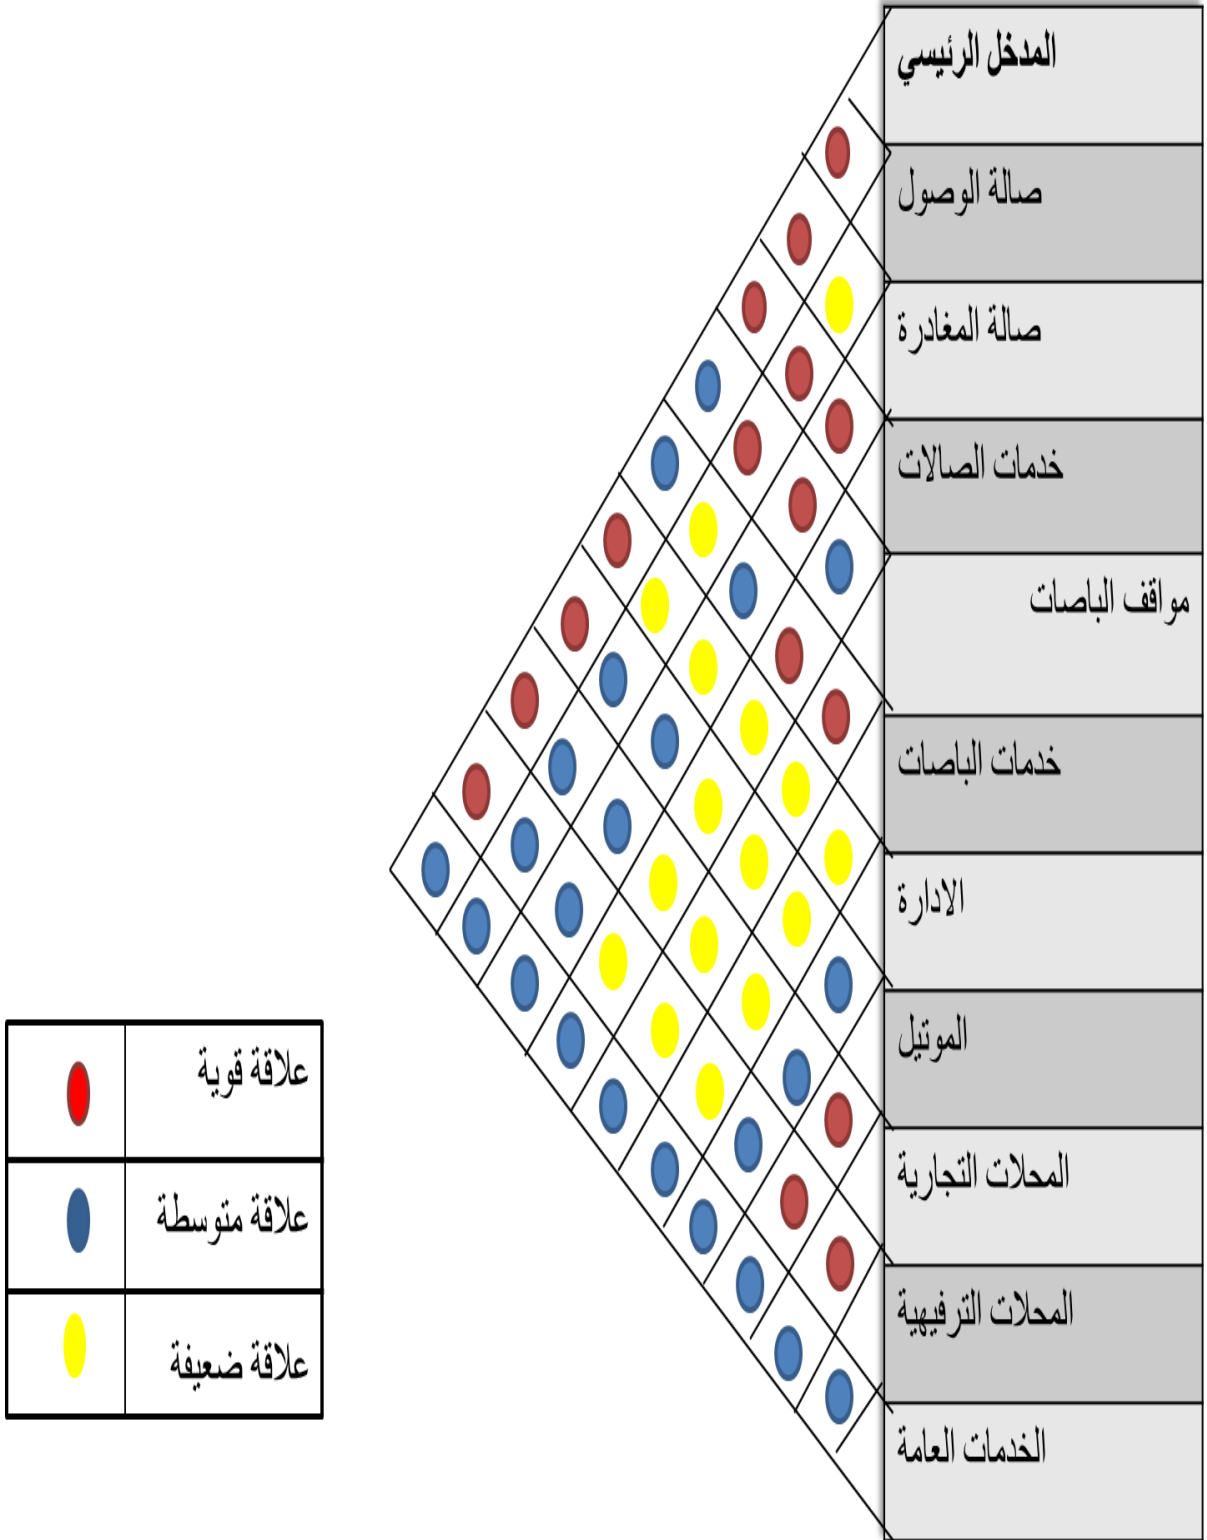 المدخل الرئيسي
صالة الوصول
صالة المغادرة
خدمات الصالات
مواقف الباصات
خدمات الباصات
الادارة
الموتيل
المحلات التجارية
المحلات الترفيهية
الخدمات العامة
علاقة قوية
علاقة متوسطة
علاقة ضعيفة